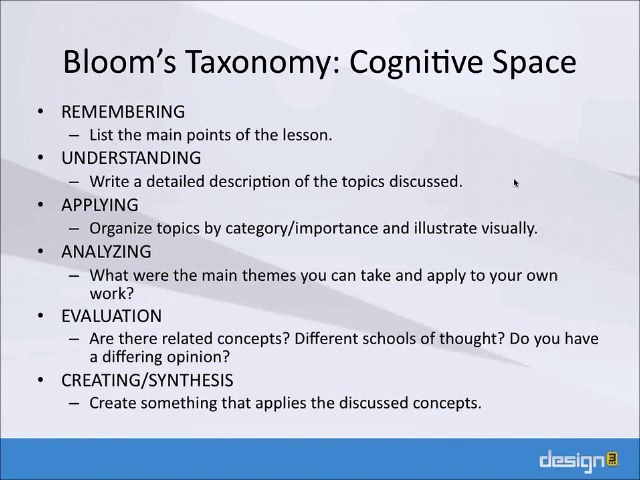 Bloom's Taxonomy: Cognitive Space
• REMEMBERING
– List the main points of the lesson.
• UNDERSTANDING
– Write a detailed description of the topics discussed.
• APPLYING
– Organize topics by category/importance and illustrate visually.
• ANALYZING
– What were the main themes you can take and apply to your own
work?
• EVALUATION
– Are there related concepts? Different schools of thought? Do you have
a differing opinion?
• CREATING/SYNTHESIS
– Create something that applies the discussed concepts.
design3